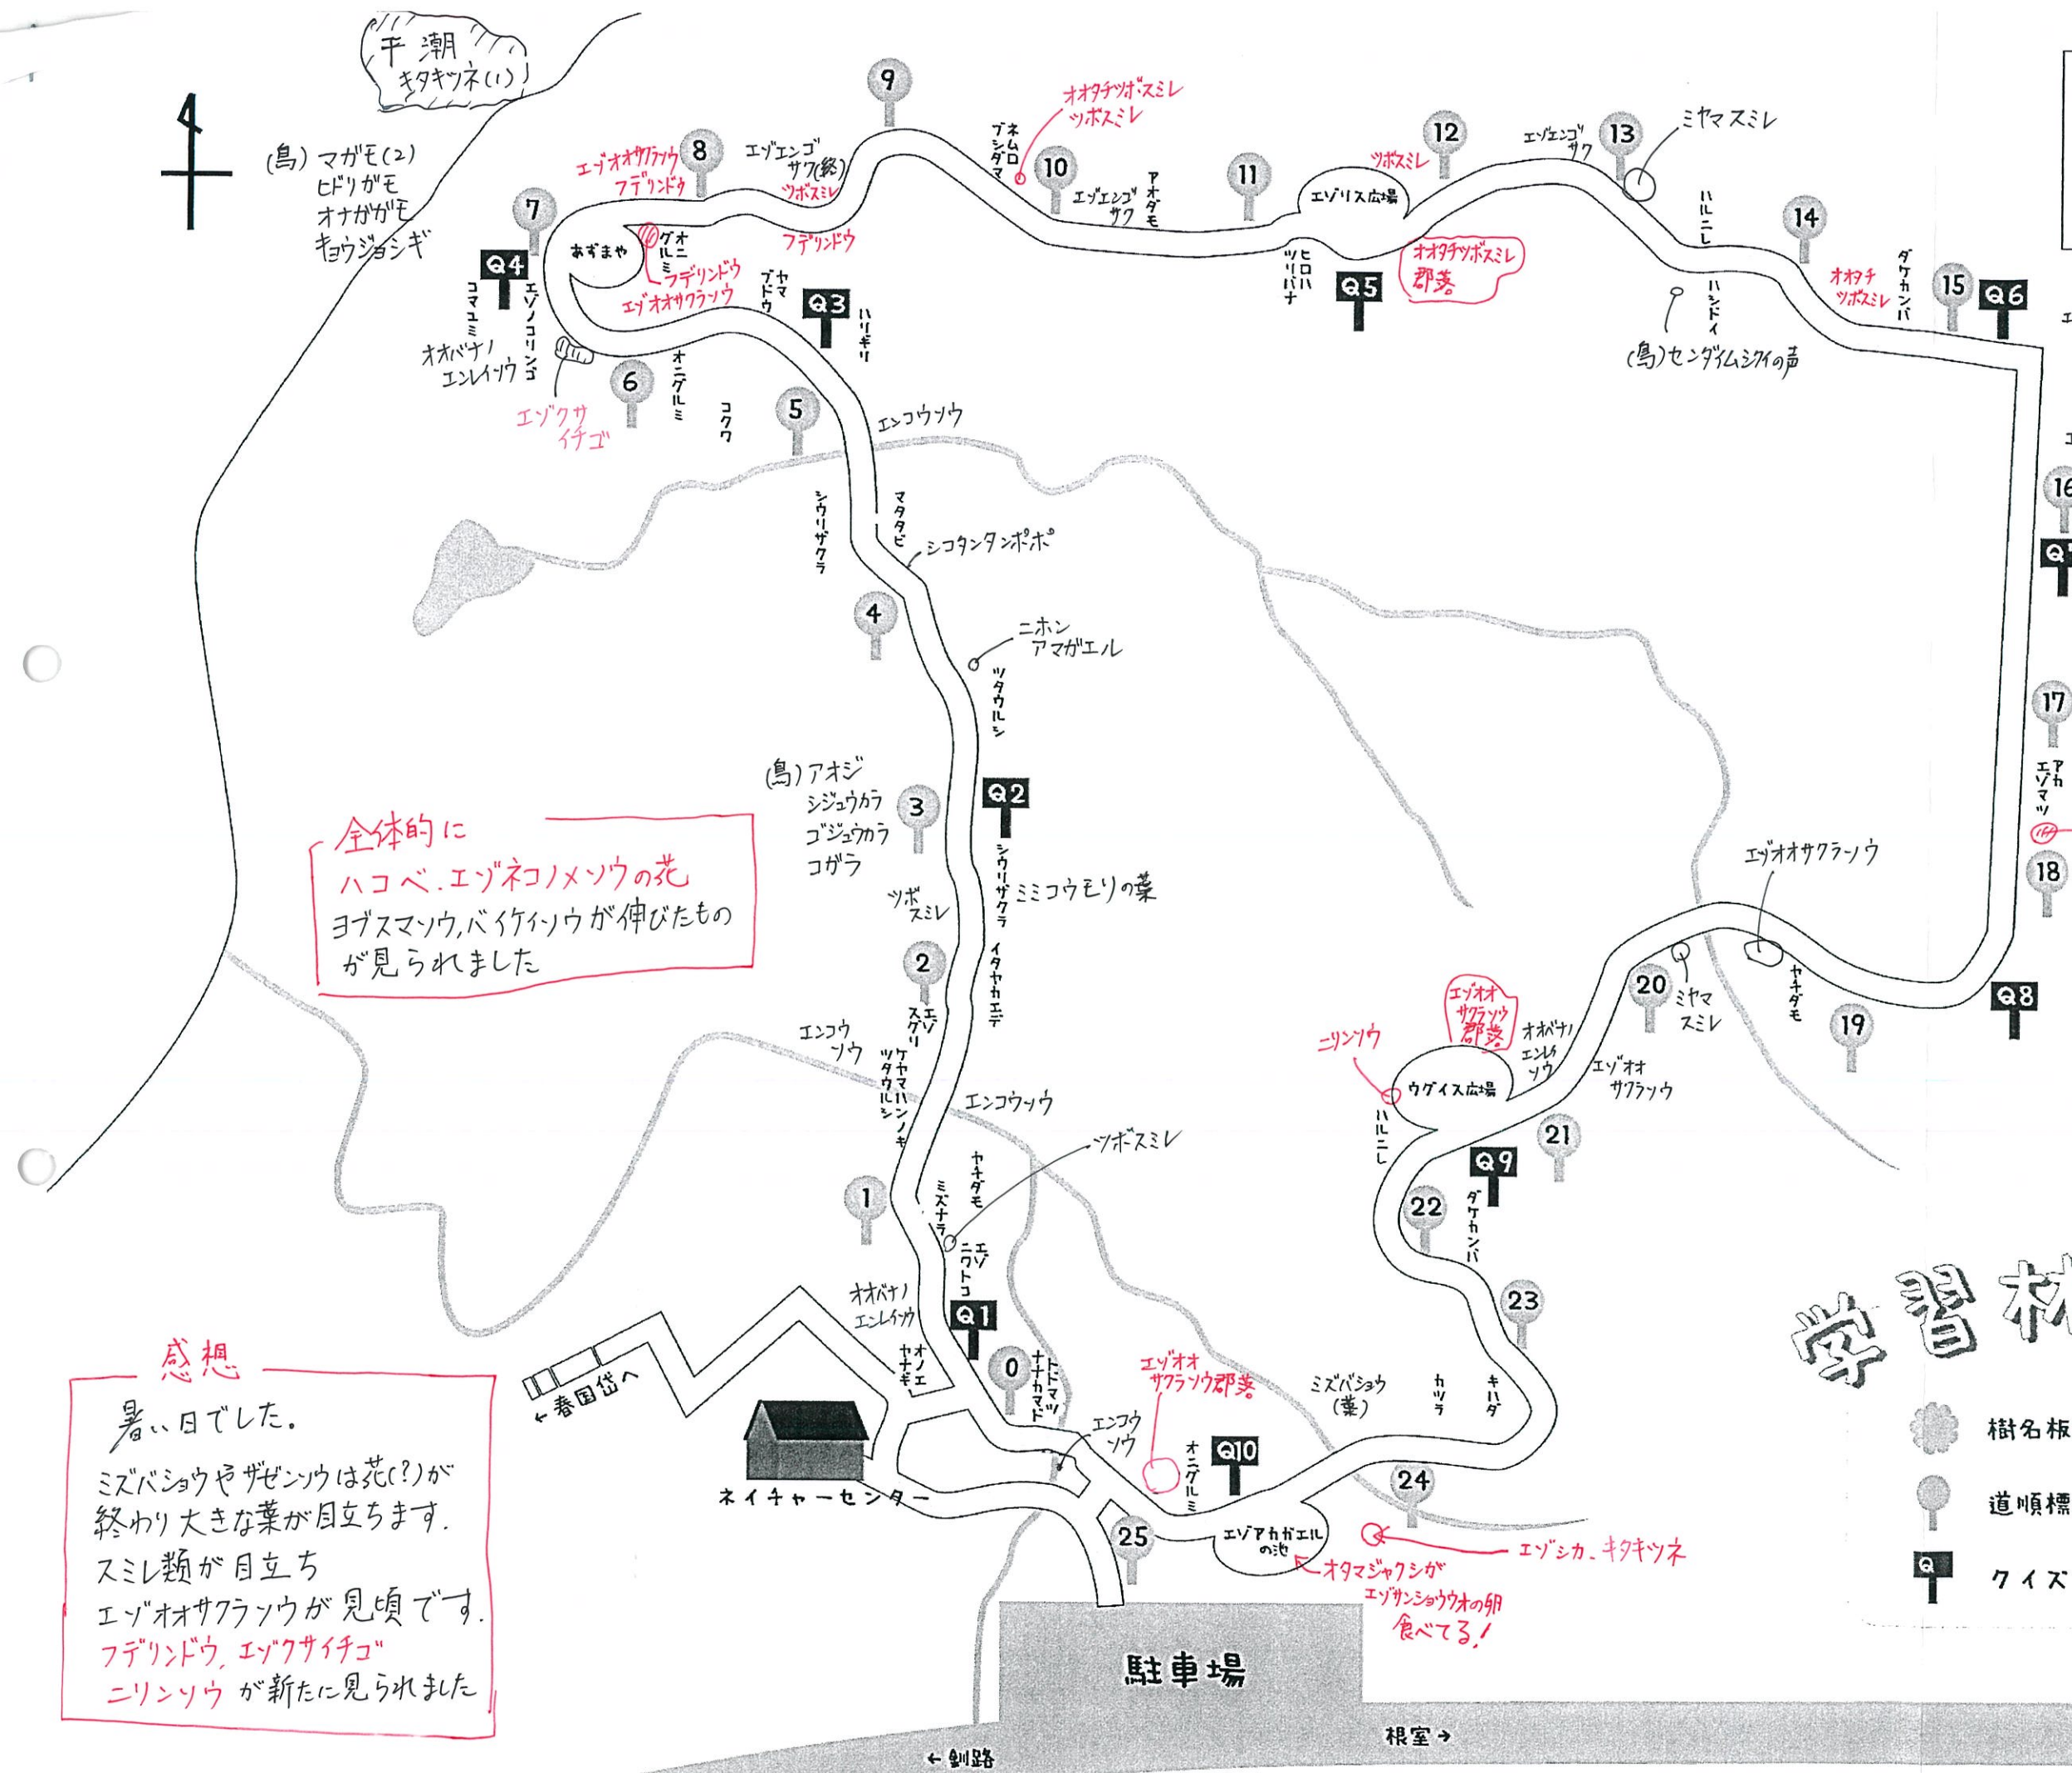 干潮
キタキツネ(1)
(鳥) マガモ(2)
ヒドリガモ
オナガガモ
キョウジョシギ
7
8
9
10
11
12
13
14
15
Q6
エゾオオサクラソウ
フデリンドウ
エゾエンゴ
サク(終)
ツボスミレ
フデリンドウ
ネムロ
ブシダマ
オオタチツボスミレ
ツボスミレ
エゾエンゴ
サク
アオダモ
エゾリス広場
ヒロハ
ツリバナ
Q5
ツボスミレ
オオタチツボスミレ
群落
エゾエンゴ
サク
ミヤマスミレ
ハルニレ
ハシドイ
(鳥)センダイムシクイの声
オオタチ
ツボスミレ
ダケカンバ
あずまや
オニ
グルミ
フデリンドウ
エゾオオサクラソウ
ヤマ
ブドウ
Q3
ハリギリ
Q4
コマユミ
エゾノコリンゴ
オオバナノ
エンレイソウ
エゾクサ
イチゴ
6
オニグルミ
コクワ
5
エンコウソウ
シウリザクラ
マタタビ
シコタンタンポポ
4
ニホン
アマガエル
ツタウルシ
(鳥)アオジ
シジュウカラ
ゴジュウカラ
コガラ
3
Q2
シウリザクラ
ミミコウモリの葉
ツボ
スミレ
2
イタヤカエデ
エゾ
スグリ
ケヤマハンノキ
ツタウルシ
エンコウ
ソウ
エンコウソウ
ツボスミレ
1
ヤチダモ
ミズナラ
エゾ
ニワトコ
オオバナノ
エンレイソウ
Q1
オノエ
ヤナギ
0
トドマツ
ナナカマド
エンコウ
ソウ
全体的に
ハコベ、エゾネコノメソウの花
ヨブスマソウ,バイケイソウが伸びたもの
が見られました
16
17
アカ
エゾマツ
18
Q8
19
エゾオオサクラソウ
ヤチダモ
20
ミヤマ
スミレ
エゾオオ
サクラソウ
群落
オオバナノ
エンレイ
ソウ
エゾオオ
サクラソウ
ニリンソウ
ウグイス広場
ハルニレ
21
Q9
22
ダケカンバ
23
キハダ
カツラ
ミズバショウ
(葉)
24
エゾオオ
サクラソウ群落
オニグルミ
Q10
エゾアカガエル
の池
25
エゾシカ、キタキツネ
オタマジャクシが
エゾサンショウウオの卵
食べてる!
←春国岱へ
ネイチャーセンター
感想
暑い日でした。
ミズバショウやザゼンソウは花(?)が
終わり大きな葉が目立ちます.
スミレ類が目立ち
エゾオオサクラソウが見頃です.
フデリンドウ、エゾクサイチゴ
ニリンソウ が新たに見られました
学習林
樹名板
道順標
Q
クイズ
駐車場
根室→
←釧路